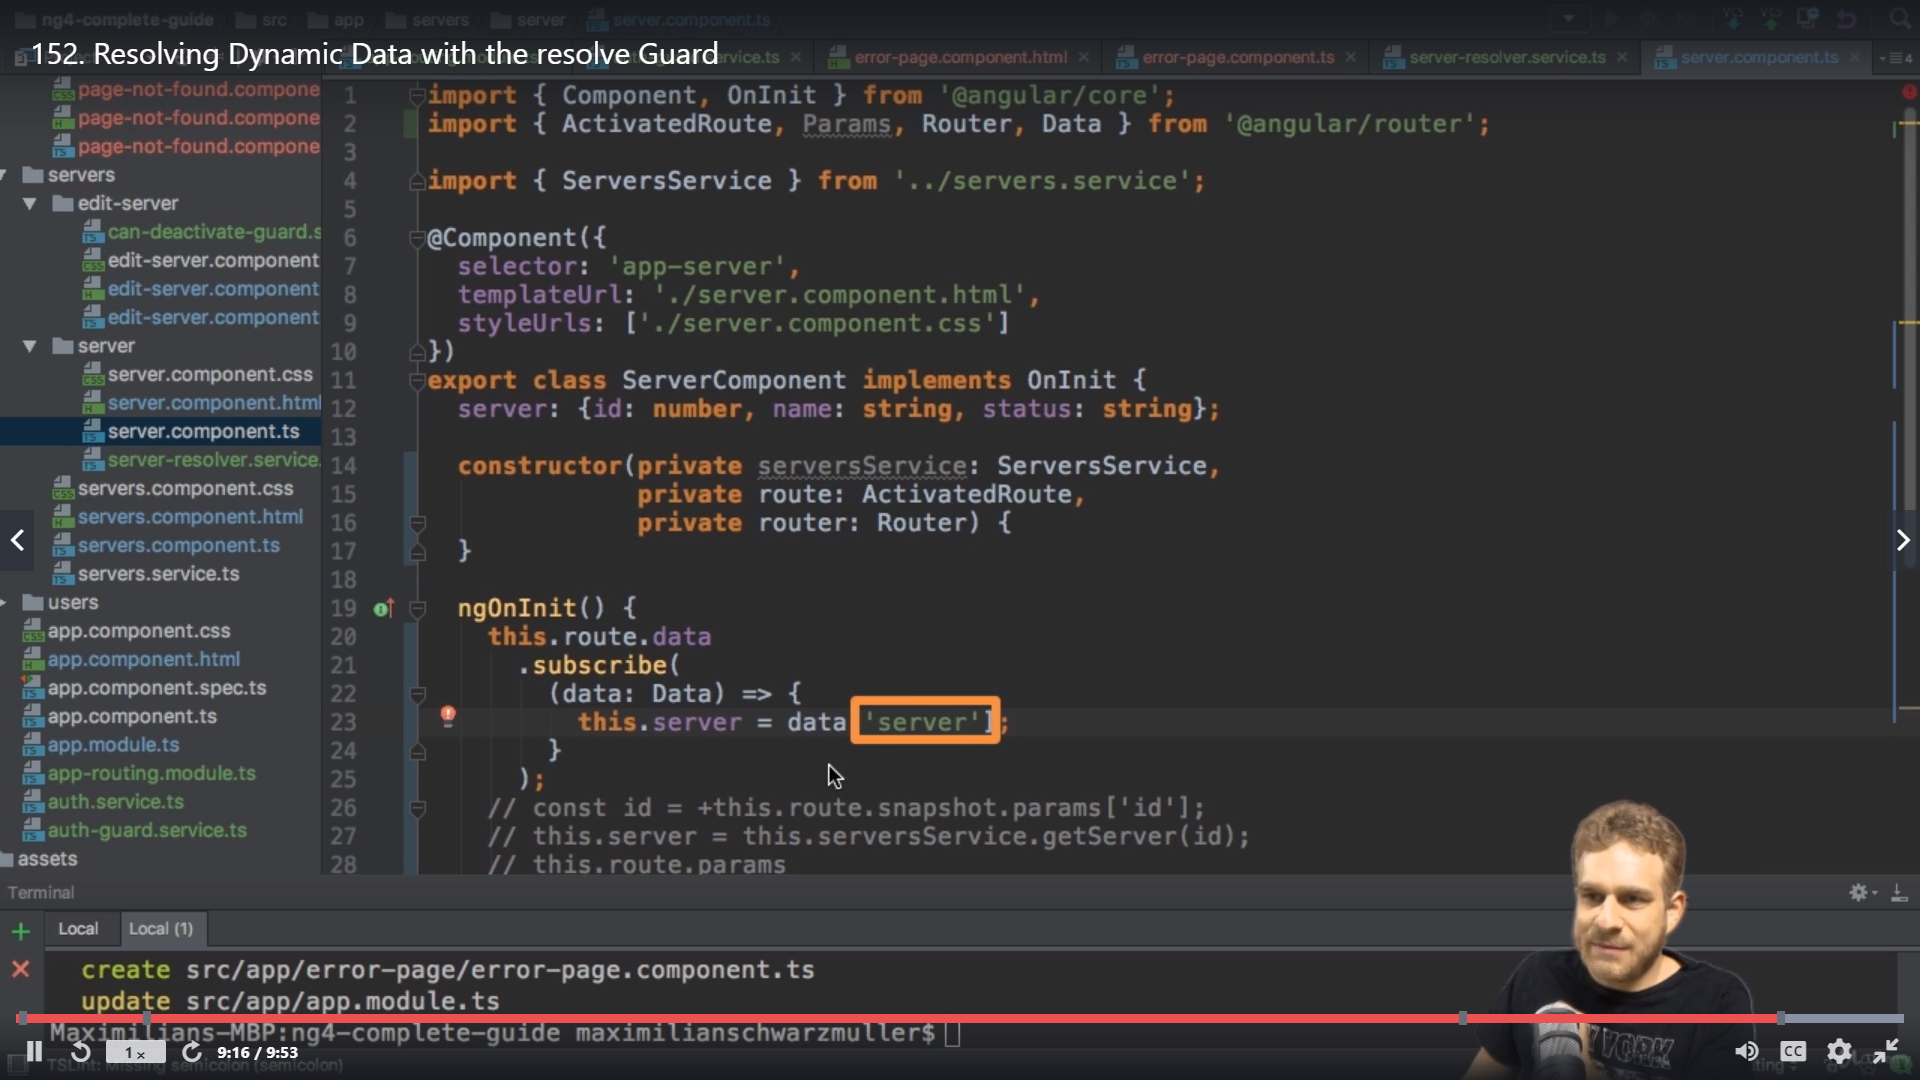 ng4-complete-guide src app servers server server.component.ts
152. Resolving Dynamic Data with the resolve Guard
error-page.component.html error-page.component.ts server-resolver.service.ts server.component.ts
page-not-found.compone
page-not-found.compone
page-not-found.compone
servers
edit-server
can-deactivate-guard.s
edit-server.component
edit-server.component
edit-server.component
server
server.component.css
server.component.html
server.component.ts
server-resolver.service.
servers.component.css
servers.component.html
servers.component.ts
servers.service.ts
users
app.component.css
app.component.html
app.component.spec.ts
app.component.ts
app.module.ts
app-routing.module.ts
auth.service.ts
auth-guard.service.ts
assets
1 import { Component, OnInit } from '@angular/core';
2 import { ActivatedRoute, Params, Router, Data } from '@angular/router';
3
4 import { ServersService } from '../servers.service';
5
6 @Component({
7 selector: 'app-server',
8 templateUrl: './server.component.html',
9 styleUrls: ['./server.component.css']
10 })
11 export class ServerComponent implements OnInit {
12 server: {id: number, name: string, status: string};
13
14 constructor(private serversService: ServersService,
15 private route: ActivatedRoute,
16 private router: Router) {
17 }
18
19 ngOnInit() {
20 this.route.data
21 .subscribe(
22 (data: Data) => {
23 this.server = data 'server'];
24 }
25 );
26 // const id = +this.route.snapshot.params['id'];
27 // this.server = this.serversService.getServer(id);
28 // this.route.params
Terminal
Local Local (1)
create src/app/error-page/error-page.component.ts
update src/app/app.module.ts
Maximilians-MBP:ng4-complete-guide maximilianschwarzmuller$
1 x 9:16 / 9:53
CC
TSLint: Missing semicolon (semicolon)